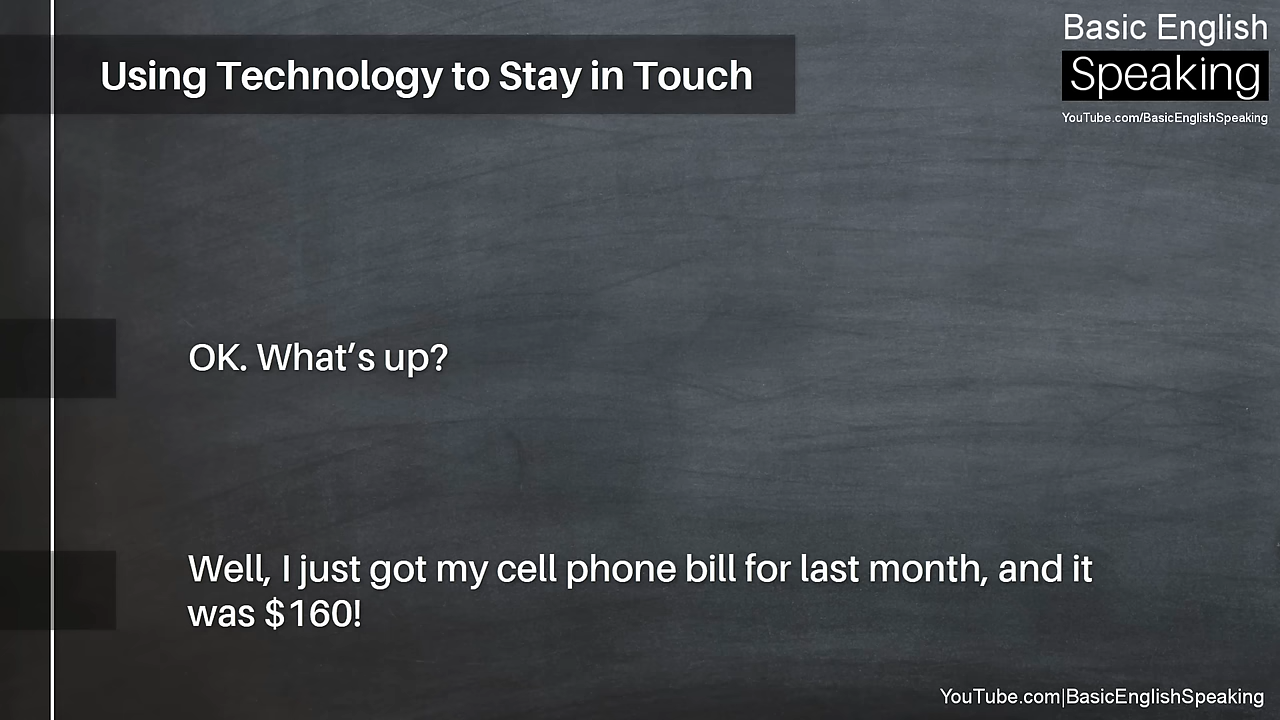 Basic English
Using Technology to Stay in Touch
Speaking
YouTube.com/BasicEnglishSpeaking
OK. What’s up?
Well, I just got my cell phone bill for last month, and it
was $160!
YouTube.com|BasicEnglishSpeaking